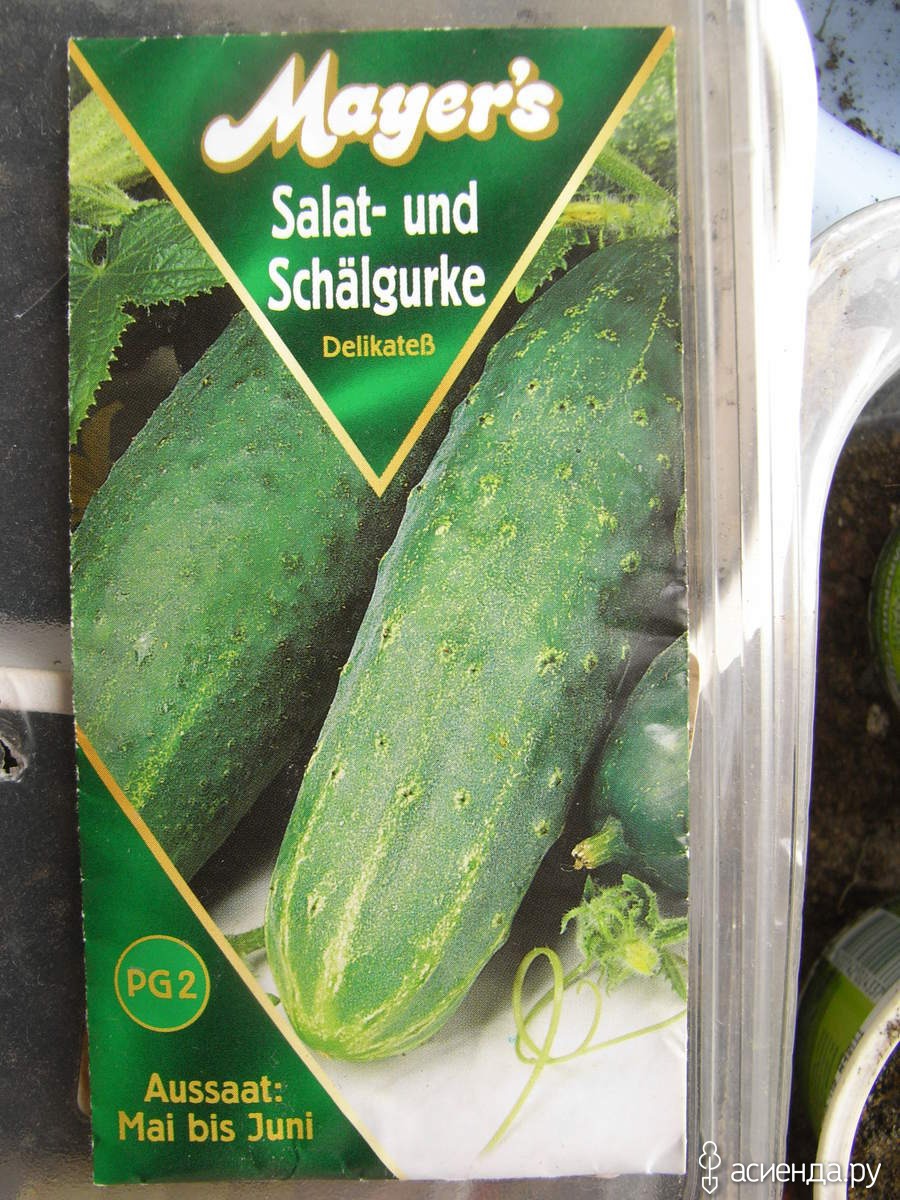 Mayer's
Salat- und
Schälgurke
Delikateß
PG2
Aussaat:
Mai bis Juni
асиенда.ру